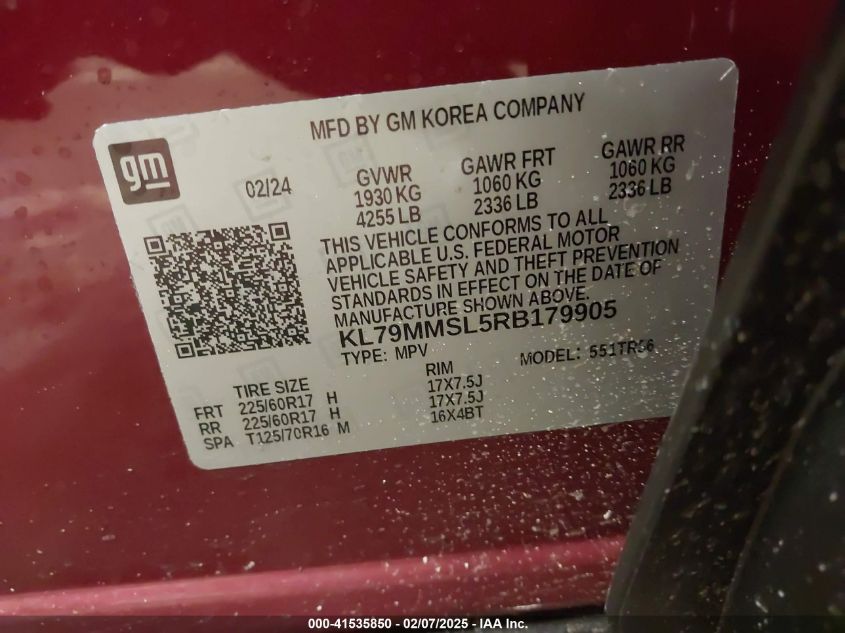 MFD BY GM KOREA COMPANY
gm
02/24
GVWR GAWR FRT GAWR RR
1930 KG 1060 KG 1060 KG
4255 LB 2336 LB 2336 LB
THIS VEHICLE CONFORMS TO ALL
APPLICABLE U.S. FEDERAL MOTOR
VEHICLE SAFETY AND THEFT PREVENTION
STANDARDS IN EFFECT ON THE DATE OF
MANUFACTURE SHOWN ABOVE.
KL79MMSL5RB179905
TYPE: MPV MODEL: 551TR56
TIRE SIZE RIM
FRT 225/60R17 H 17X7.5J
RR 225/60R17 H 17X7.5J
SPA T125/70R16 M 16X4BT
000-41535850 / 02/07/2025 - IAA Inc.